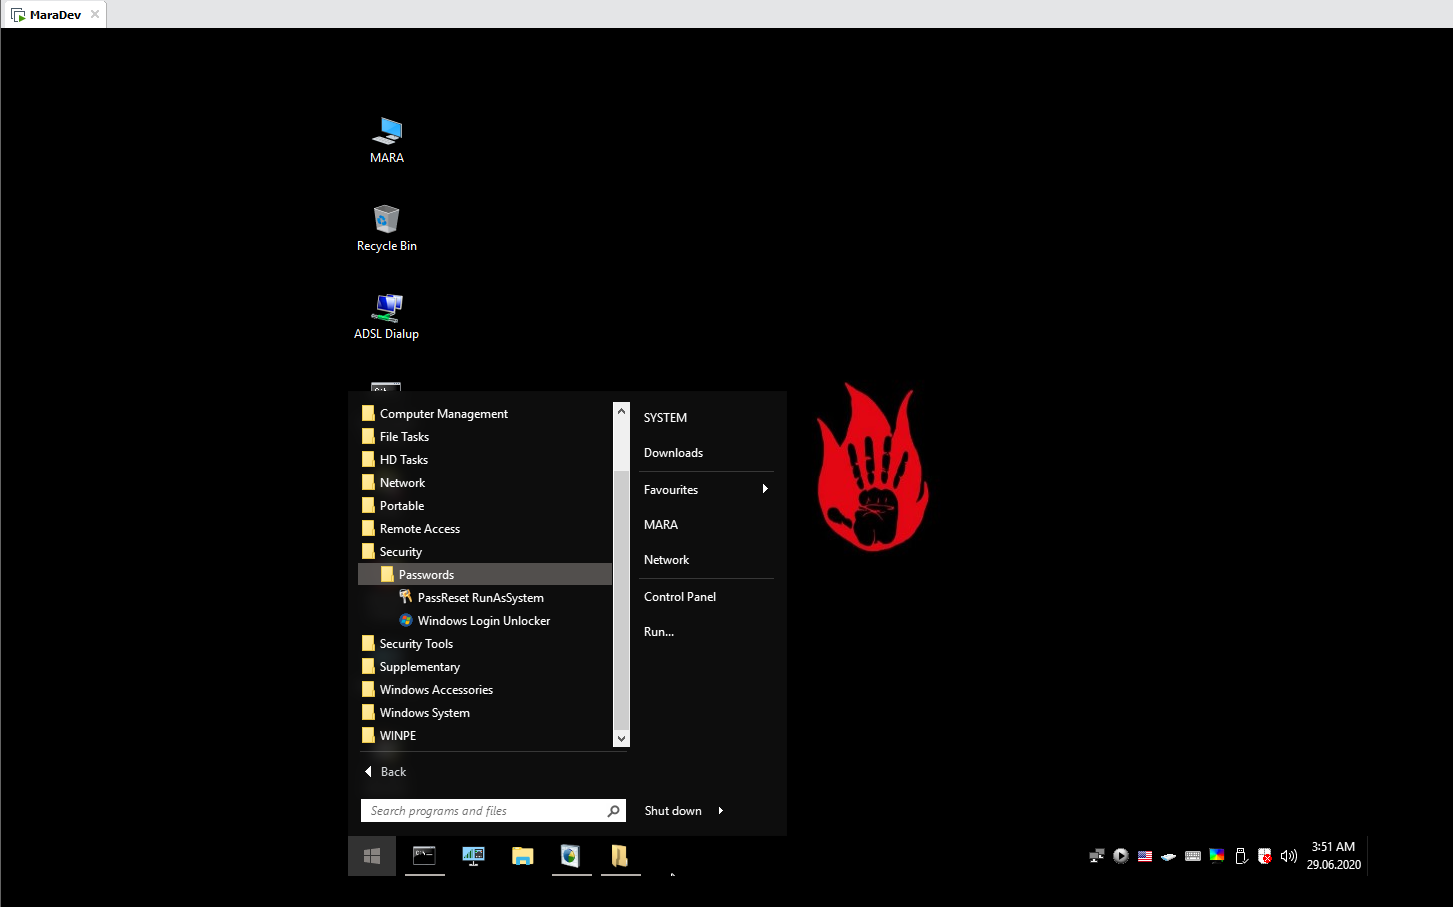 MaraDev
MARA
Recycle Bin
ADSL Dialup
Computer Management
File Tasks
HD Tasks
Network
Portable
Remote Access
Security
Passwords
PassReset RunAsSystem
Windows Login Unlocker
Security Tools
Supplementary
Windows Accessories
Windows System
WINPE
Back
Search programs and files
SYSTEM
Downloads
Favourites
MARA
Network
Control Panel
Run...
Shut down
3:51 AM
29.06.2020